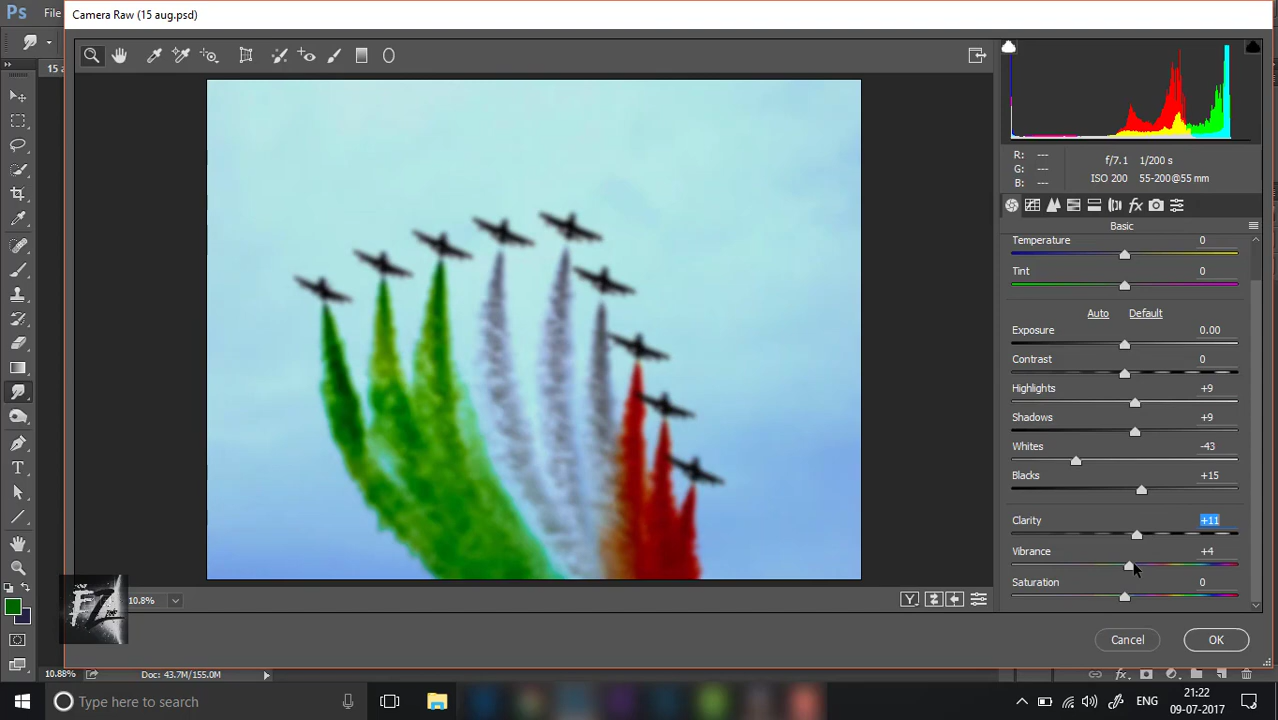 Ps File
Camera Raw (15 aug.psd)
15 a
R: ---
G: ---
B: ---
f/7.1 1/200 s
ISO 200 55-200@55 mm
fx
Basic
Temperature 0
Tint 0
Auto Default
Exposure 0.00
Contrast 0
Highlights +9
Shadows +9
Whites -43
Blacks +15
Clarity +11
Vibrance +4
Saturation 0
T
FZ
10.8%
Y
Cancel OK
10.88% Doc: 43.7M/155.0M
fx
Type here to search
ENG
21:22
09-07-2017